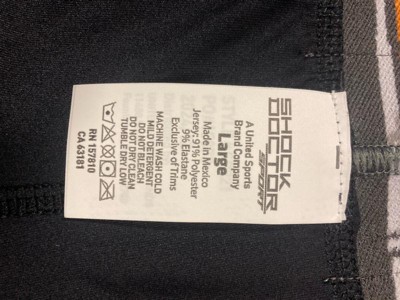 SHOCK
DOCTOR
SPORT
A United Sports
Brand Company
Large
Made in Mexico
Jersey: 91% Polyester
9% Elastane
Exclusive of Trims
MACHINE WASH COLD
MILD DETERGENT
DO NOT BLEACH
DO NOT DRY CLEAN
TUMBLE DRY LOW
RN 157810
CA 63181